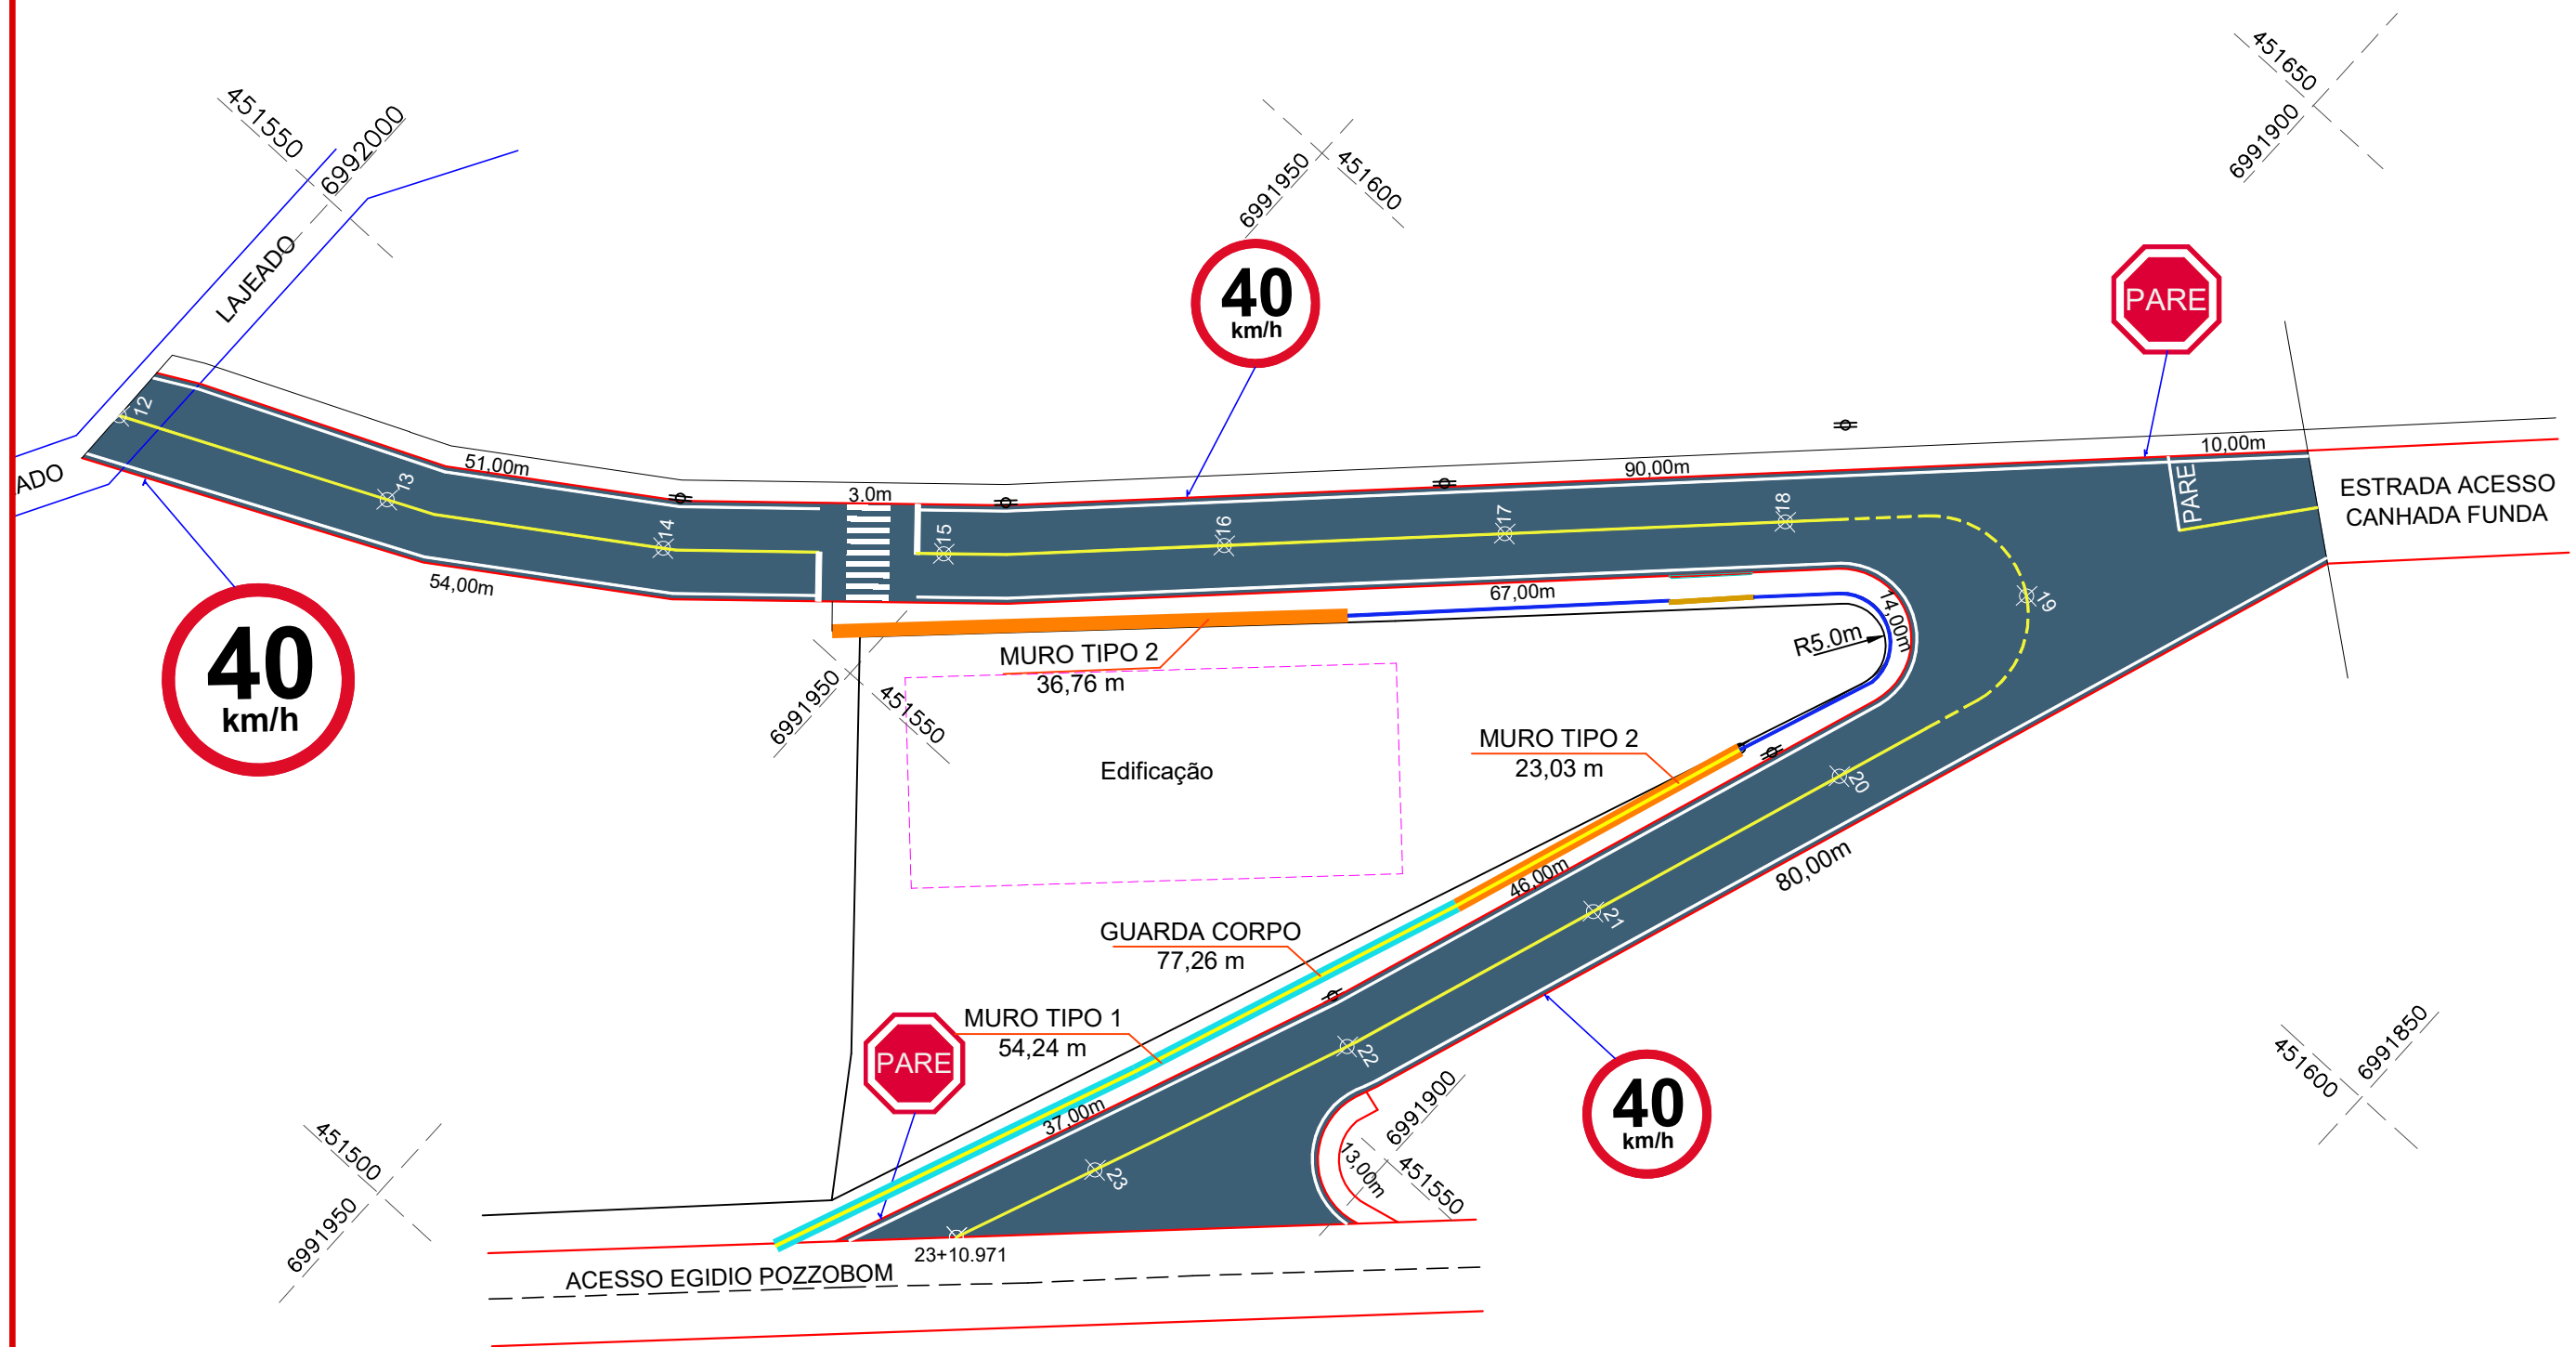 451550
6992000
LAJEADO
6991950
451600
451650
6991900
40
km/h
PARE
12
13
51,00m
14
3.0m
15
16
17
90,00m
18
10,00m
PARE
ESTRADA ACESSO
CANHADA FUNDA
ADO
54,00m
40
km/h
67,00m
14,00m
R5.0m
19
MURO TIPO 2
36,76 m
6991950
451550
Edificação
MURO TIPO 2
23,03 m
20
80,00m
46,00m
21
GUARDA CORPO
77,26 m
MURO TIPO 1
54,24 m
22
PARE
37,00m
23
40
km/h
6991900
451550
13,00m
451600
6991850
451500
6991950
23+10.971
ACESSO EGIDIO POZZOBOM